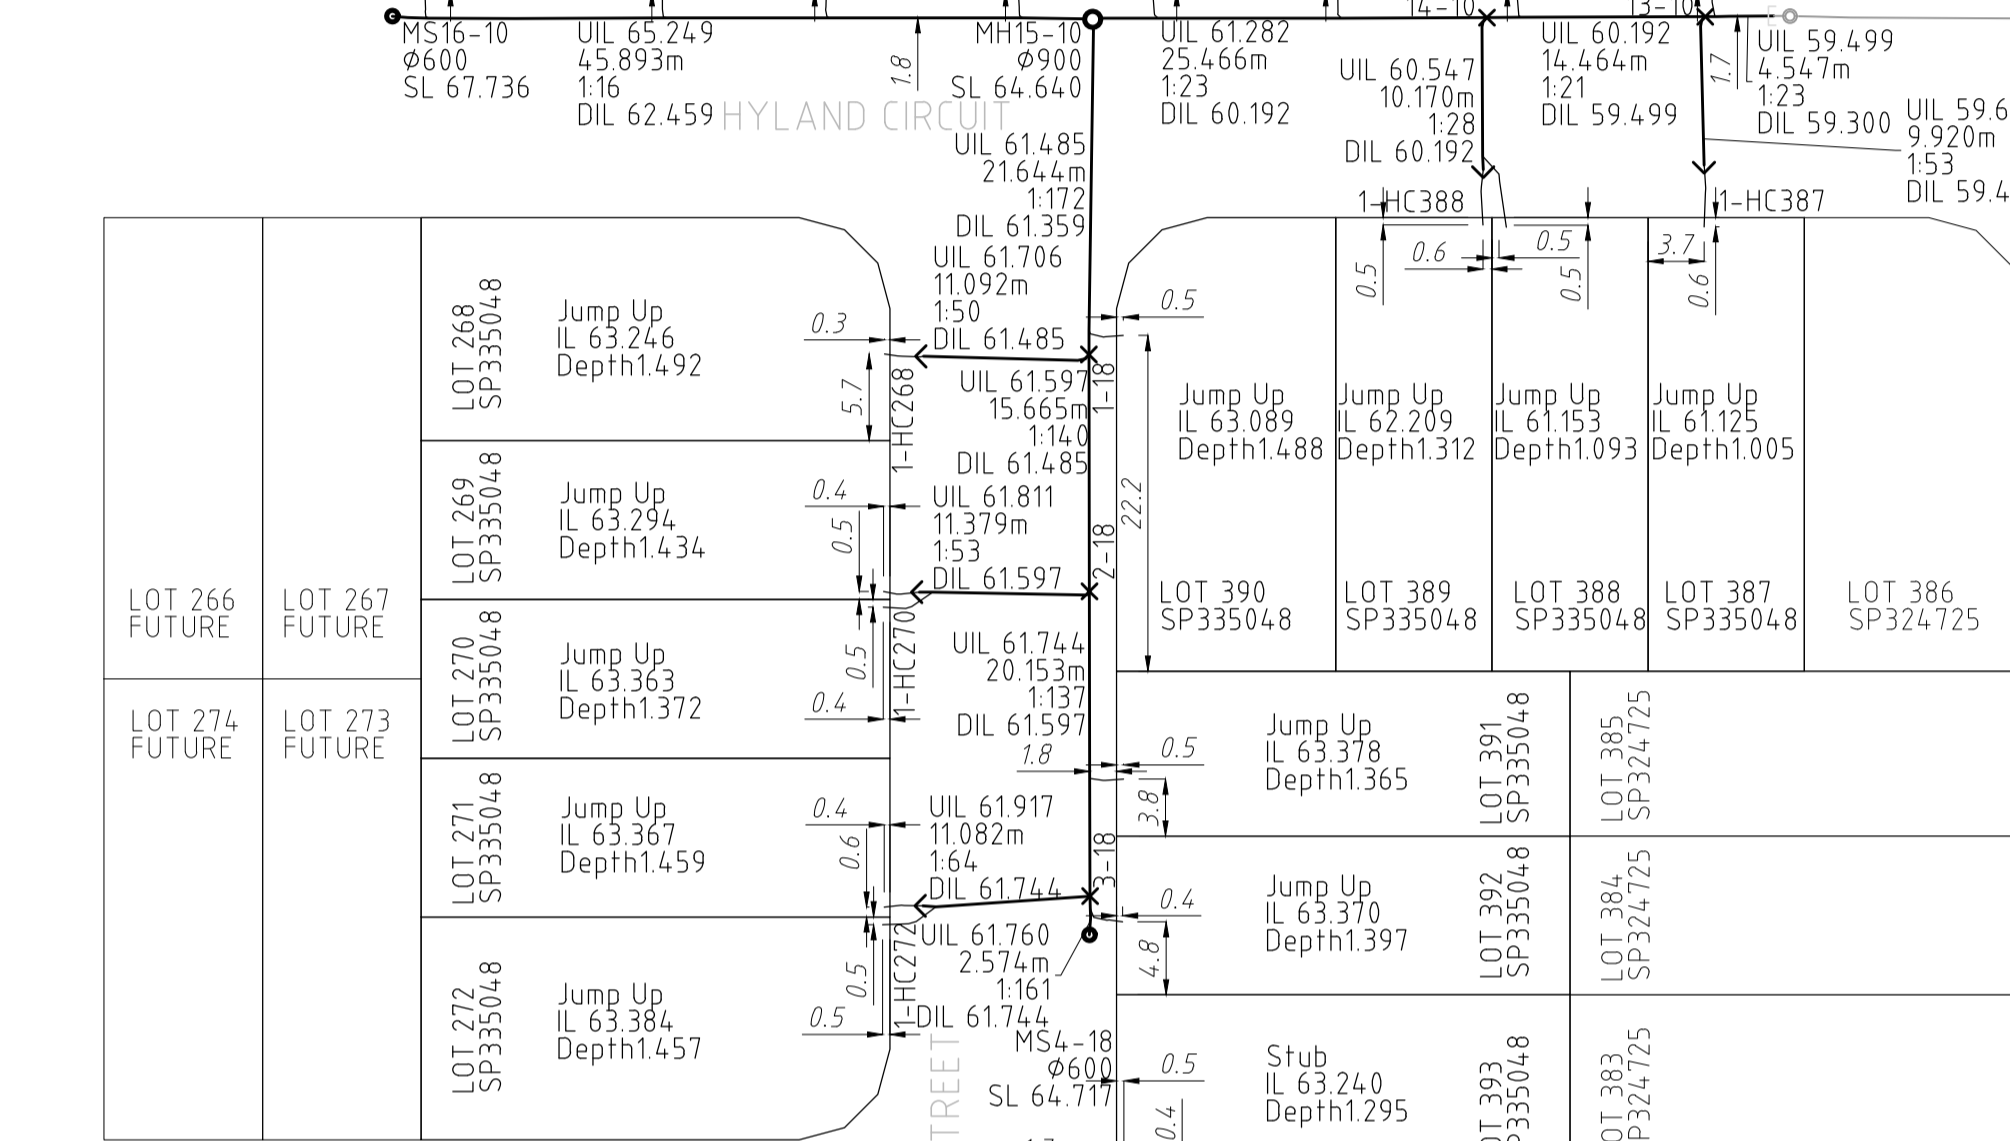 14-10
13-10
MS16-10
Ø600
SL 67.736
UIL 65.249
45.893m
1:16
DIL 62.459
HYLAND CIRCUIT
1.8
MH15-10
Ø900
SL 64.640
UIL 61.282
25.466m
1:23
DIL 60.192
UIL 60.547
10.170m
1:28
DIL 60.192
UIL 60.192
14.464m
1:21
DIL 59.499
1.7
UIL 59.499
4.547m
1:23
DIL 59.300
UIL 59.6
9.920m
1:53
DIL 59.4
UIL 61.485
21.644m
1:172
DIL 61.359
UIL 61.706
11.092m
1:50
DIL 61.485
1-HC388
1-HC387
0.5
0.6
0.5
0.5
3.7
0.6
0.5
LOT 268
SP335048
Jump Up
IL 63.246
Depth1.492
0.3
5.7
1-HC268
UIL 61.597
15.665m
1:140
DIL 61.485
1-18
22.2
Jump Up
IL 63.089
Depth1.488
Jump Up
IL 62.209
Depth1.312
Jump Up
IL 61.153
Depth1.093
Jump Up
IL 61.125
Depth1.005
LOT 269
SP335048
Jump Up
IL 63.294
Depth1.434
0.4
0.5
UIL 61.811
11.379m
1:53
DIL 61.597
2-18
LOT 266
FUTURE
LOT 267
FUTURE
LOT 390
SP335048
LOT 389
SP335048
LOT 388
SP335048
LOT 387
SP335048
LOT 386
SP324725
LOT 270
SP335048
Jump Up
IL 63.363
Depth1.372
0.5
0.4
1-HC270
UIL 61.744
20.153m
1:137
DIL 61.597
1.8
0.5
3.8
LOT 274
FUTURE
LOT 273
FUTURE
Jump Up
IL 63.378
Depth1.365
LOT 391
SP335048
LOT 385
SP324725
LOT 271
SP335048
Jump Up
IL 63.367
Depth1.459
0.4
0.6
UIL 61.917
11.082m
1:64
DIL 61.744
3-18
0.4
4.8
Jump Up
IL 63.370
Depth1.397
LOT 392
SP335048
LOT 384
SP324725
LOT 272
SP335048
Jump Up
IL 63.384
Depth1.457
0.5
0.5
1-HC272
UIL 61.760
2.574m
1:161
DIL 61.744
MS4-18
Ø600
SL 64.717
TREET
0.5
0.4
Stub
IL 63.240
Depth1.295
OT 393
P335048
OT 383
P324725